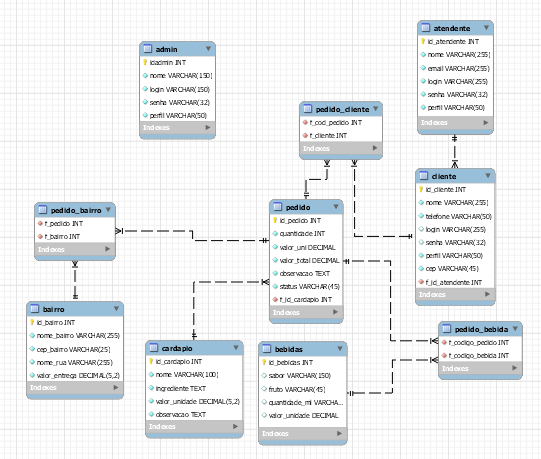 admin
idadmin INT
nome VARCHAR(150)
login VARCHAR(150)
senha VARCHAR(32)
perfil VARCHAR(50)
Indexes
atendente
id_atendente INT
nome VARCHAR(255)
email VARCHAR(255)
login VARCHAR(255)
senha VARCHAR(32)
perfil VARCHAR(50)
Indexes
pedido_cliente
f_cod_pedido INT
f_cliente INT
Indexes
cliente
id_cliente INT
nome VARCHAR(255)
telefone VARCHAR(50)
login VARCHAR(255)
senha VARCHAR(32)
perfil VARCHAR(50)
cep VARCHAR(45)
f_id_atendente INT
Indexes
pedido_bairro
f_pedido INT
f_bairro INT
Indexes
pedido
id_pedido INT
quantidade INT
valor_uni DECIMAL
valor_total DECIMAL
observacao TEXT
status VARCHAR(45)
f_id_cardapio INT
Indexes
bairro
id_bairro INT
nome_bairro VARCHAR(255)
cep_bairro VARCHAR(25)
nome_rua VARCHAR(255)
valor_entrega DECIMAL(5,2)
Indexes
cardapio
id_cardapio INT
nome VARCHAR(100)
ingrediente TEXT
valor_unidade DECIMAL(5,2)
observacao TEXT
Indexes
bebidas
id_bebidas INT
sabor VARCHAR(150)
fruto VARCHAR(45)
quantidade_ml VARCHA...
valor_unidade DECIMAL
Indexes
pedido_bebida
f_codigo_pedido INT
f_codigo_bebida INT
Indexes